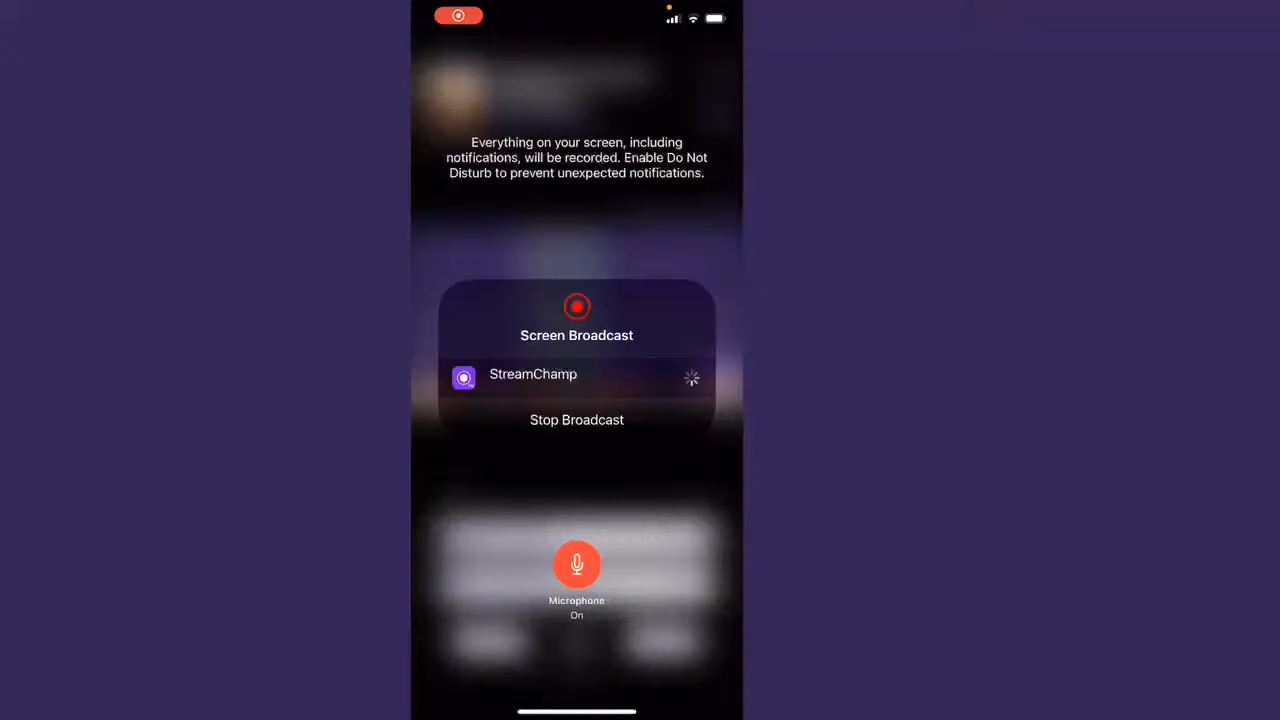 Everything on your screen, including
notifications, will be recorded. Enable Do Not
Disturb to prevent unexpected notifications.
Screen Broadcast
StreamChamp
Stop Broadcast
Microphone
On